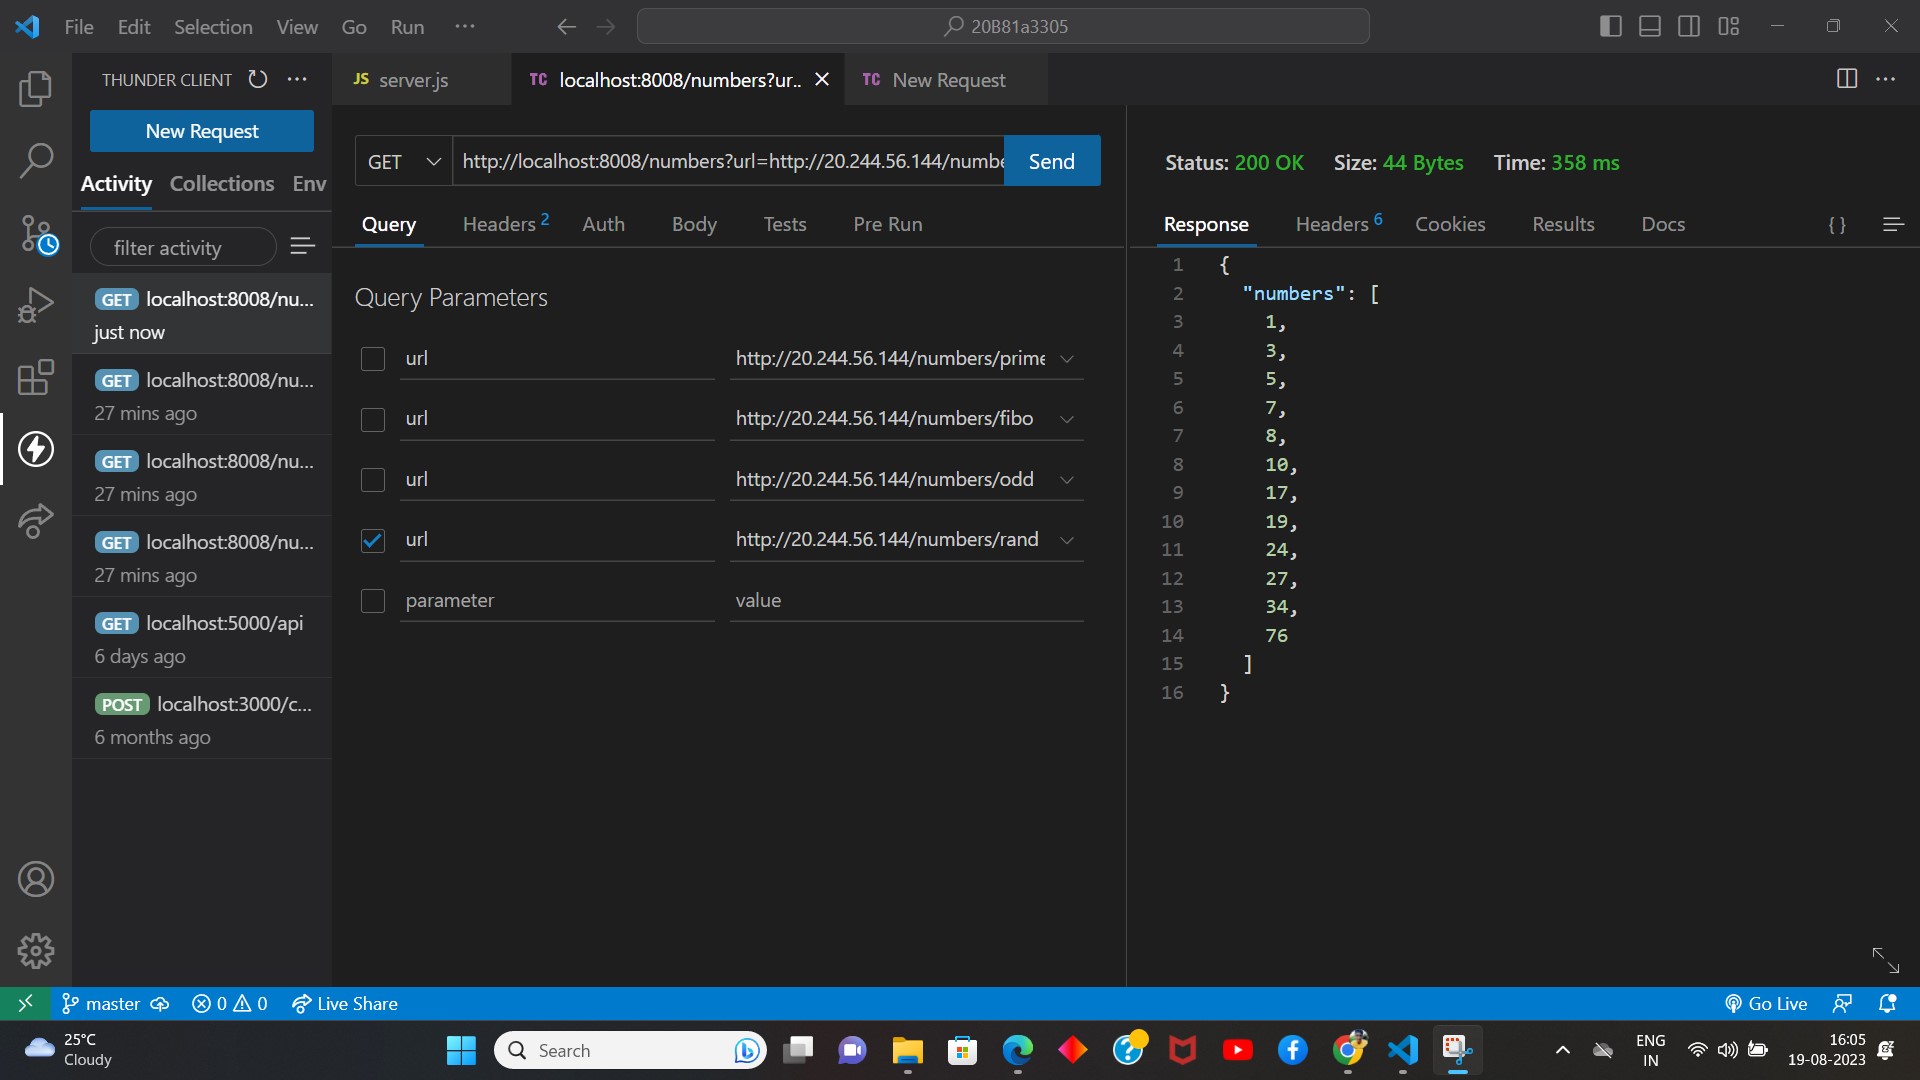 File Edit Selection View Go Run ··· 20B81a3305
THUNDER CLIENT ···
New Request
Activity Collections Env
filter activity
GET localhost:8008/nu...
just now
GET localhost:8008/nu...
27 mins ago
GET localhost:8008/nu...
27 mins ago
GET localhost:8008/nu...
27 mins ago
GET localhost:5000/api
6 days ago
POST localhost:3000/c...
6 months ago
JS server.js TC localhost:8008/numbers?ur.. TC New Request ···
GET http://localhost:8008/numbers?url=http://20.244.56.144/numbe Send
Query Headers 2 Auth Body Tests Pre Run
Query Parameters
url http://20.244.56.144/numbers/prime
url http://20.244.56.144/numbers/fibo
url http://20.244.56.144/numbers/odd
url http://20.244.56.144/numbers/rand
parameter value
Status: 200 OK Size: 44 Bytes Time: 358 ms
Response Headers 6 Cookies Results Docs { }
1 {
2 "numbers": [
3 1,
4 3,
5 5,
6 7,
7 8,
8 10,
9 17,
10 19,
11 24,
12 27,
13 34,
14 76
15 ]
16 }
master 0 0 Live Share Go Live
25°C
Cloudy
Search
ENG
IN
16:05
19-08-2023